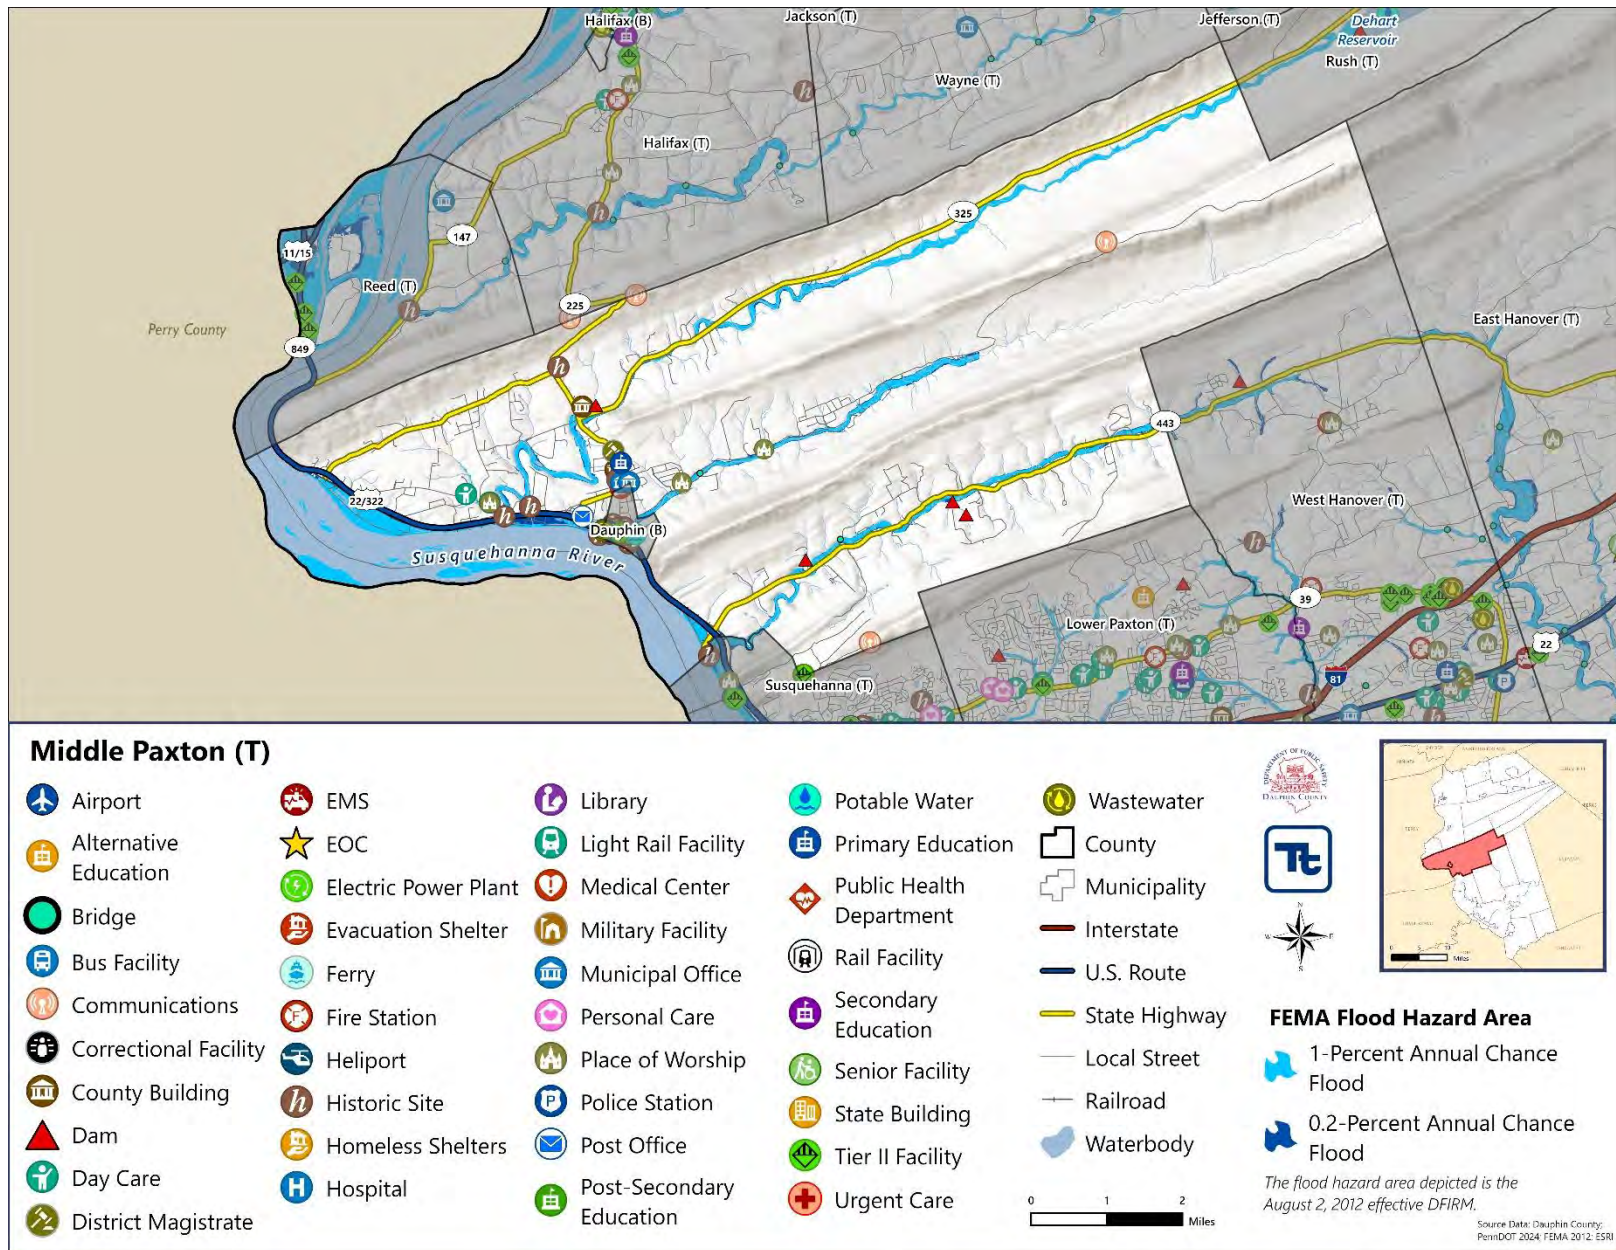 Halifax (B)
Jackson (T)
Jefferson (T)
Dehart
Reservoir
Rush (T)
Wayne (T)
Halifax (T)
325
11/15
147
Reed (T)
225
Perry County
849
East Hanover (T)
443
22/322
West Hanover (T)
Dauphin (B)
Susquehanna River
39
Lower Paxton (T)
22
81
Susquehanna (T)
Middle Paxton (T)
Airport
Alternative
Education
Bridge
Bus Facility
Communications
Correctional Facility
County Building
Dam
Day Care
District Magistrate
EMS
EOC
Electric Power Plant
Evacuation Shelter
Ferry
Fire Station
Heliport
Historic Site
Homeless Shelters
Hospital
Library
Light Rail Facility
Medical Center
Military Facility
Municipal Office
Personal Care
Place of Worship
Police Station
Post Office
Post-Secondary
Education
Potable Water
Primary Education
Public Health
Department
Rail Facility
Secondary
Education
Senior Facility
State Building
Tier II Facility
Urgent Care
Wastewater
County
Municipality
Interstate
U.S. Route
State Highway
Local Street
Railroad
Waterbody
0 1 2
Miles
DEPARTMENT OF PUBLIC SAFETY
DAUPHIN COUNTY
Tt
N
W E
S
Miles
FEMA Flood Hazard Area
1-Percent Annual Chance
Flood
0.2-Percent Annual Chance
Flood
The flood hazard area depicted is the
August 2, 2012 effective DFIRM.
Source Data: Dauphin County;
PennDOT 2024; FEMA 2012; ESRI